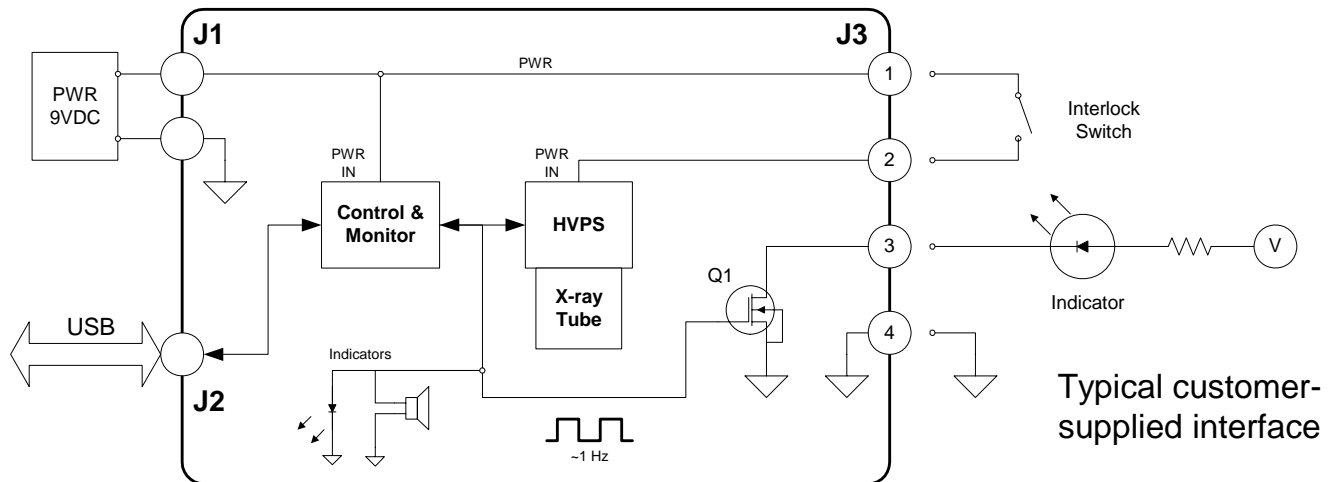 J1
J3
PWR
9VDC
PWR
1
Interlock
Switch
PWR
IN
PWR
IN
2
Control &
Monitor
HVPS
3
V
Q1
Indicator
X-ray
Tube
USB
4
Indicators
J2
Typical customer-
supplied interface
~1 Hz